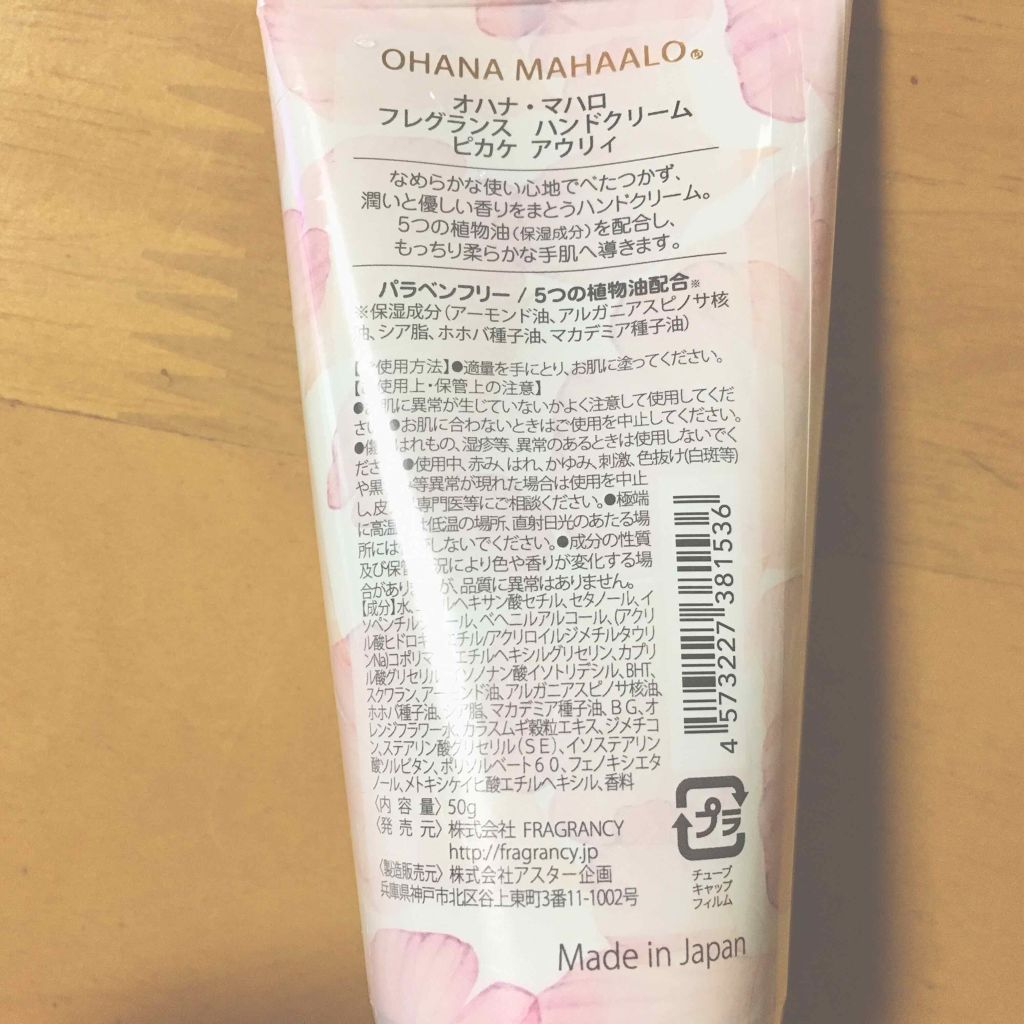 OHANA MAHAALO®
オハナ・マハロ
フレグランス ハンドクリーム
ピカケ アウリィ
なめらかな使い心地でべたつかず、
潤いと優しい香りをまとうハンドクリーム。
5つの植物油(保湿成分)を配合し、
もっちり柔らかな手肌へ導きます。
パラベンフリー / 5つの植物油配合※
※保湿成分(アーモンド油、アルガニアスピノサ核
油、シア脂、ホホバ種子油、マカデミア種子油)
使用方法】●適量を手にとり、お肌に塗ってください。
使用上・保管上の注意】
●お肌に異常が生じていないかよく注意して使用してくだ
さい ●お肌に合わないときはご使用を中止してください。
● はれもの、湿疹等、異常のあるときは使用しないでく
ださ ●使用中、赤み、はれ、かゆみ、刺激、色抜け(白斑等)
や黒 等異常が現れた場合は使用を中止
し、皮 専門医等にご相談ください。●極端
に高温 は低温の場所、直射日光のあたる場
所には しないでください。●成分の性質
及び保管 況により色や香りが変化する場
合があり が、品質に異常はありません。
【成分】水、 ルヘキサン酸セチル、セタノール、イ
ソペンチル ール、ベヘニルアルコール、(アクリ
ル酸ヒドロキ エチル/アクリロイルジメチルタウリ
ンNa)コポリマ エチルヘキシルグリセリン、カプリ
ル酸グリセリル イソノナン酸イソトリデシル、BHT、
スクワラン、アーモンド油、アルガニアスピノサ核油、
ホホバ種子油、シア脂、マカデミア種子油、BG、オ
レンジフラワー水、カラスムギ穀粒エキス、ジメチコ
ン、ステアリン酸グリセリル(SE)、イソステアリン
酸ソルビタン、ポリソルベート60、フェノキシエタ
ノール、メトキシケイヒ酸エチルヘキシル、香料
〈内 容 量〉50g
〈発 売 元〉株式会社 FRAGRANCY
http://fragrancy.jp
〈製造販売元〉株式会社アスター企画
兵庫県神戸市北区谷上東町3番11-1002号
4 573227 381536
プラ
チューブ
キャップ
フィルム
Made in Japan